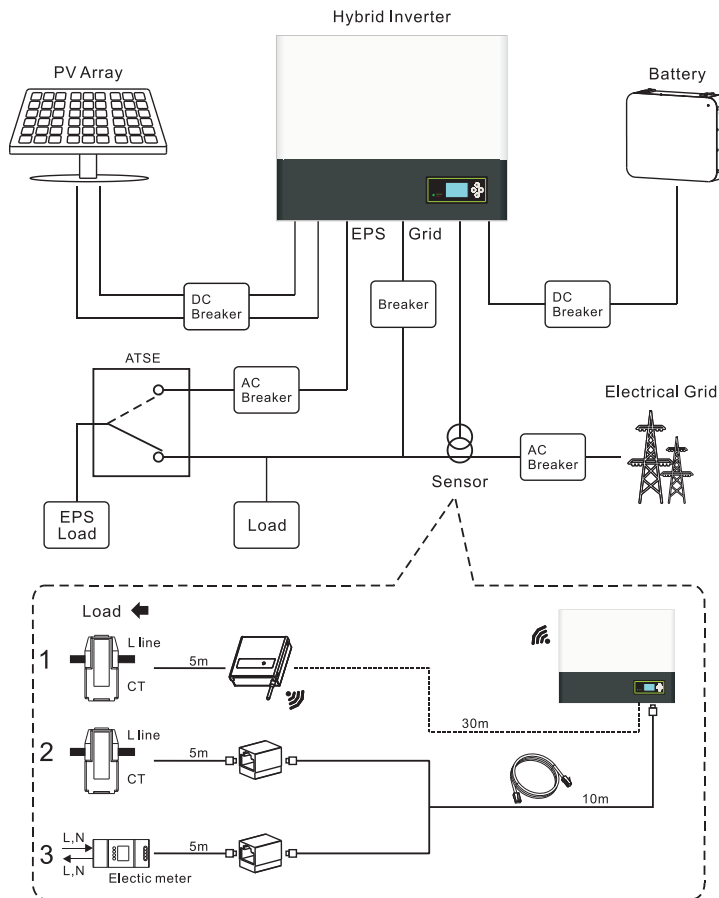 Hybrid Inverter
PV Array
Battery
EPS
Grid
DC
Breaker
Breaker
DC
Breaker
ATSE
AC
Breaker
Electrical Grid
AC
Breaker
Sensor
EPS
Load
Load
Load
1
L line
5m
CT
30m
2
L line
5m
CT
10m
3
L,N
5m
L,N
Electic meter